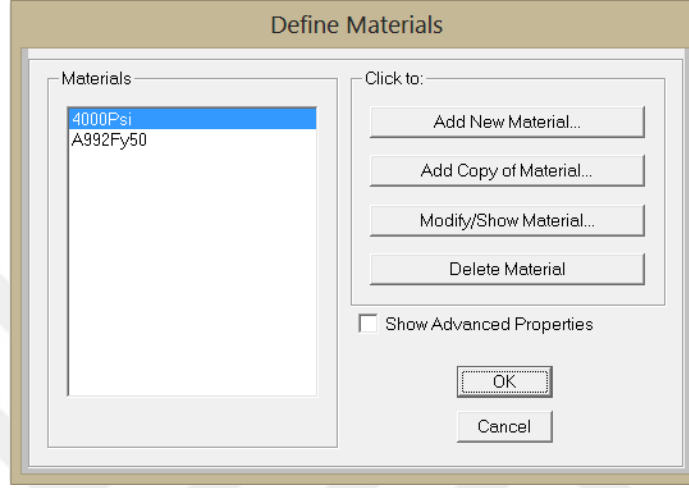 Define Materials
Materials
4000Psi
A992Fy50
Click to:
Add New Material...
Add Copy of Material...
Modify/Show Material...
Delete Material
Show Advanced Properties
OK
Cancel